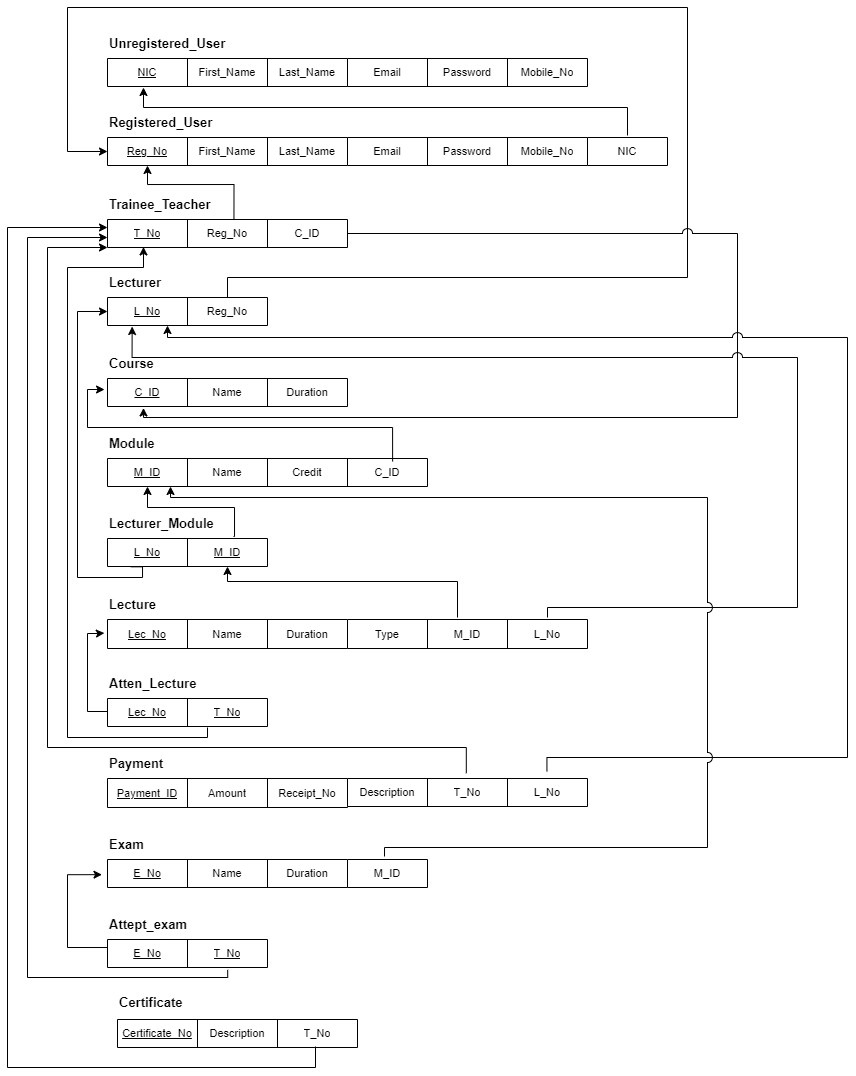 Unregistered_User
NIC First_Name Last_Name Email Password Mobile_No
Registered_User
Reg_No First_Name Last_Name Email Password Mobile_No NIC
Trainee_Teacher
T_No Reg_No C_ID
Lecturer
L_No Reg_No
Course
C_ID Name Duration
Module
M_ID Name Credit C_ID
Lecturer_Module
L_No M_ID
Lecture
Lec_No Name Duration Type M_ID L_No
Atten_Lecture
Lec_No T_No
Payment
Payment_ID Amount Receipt_No Description T_No L_No
Exam
E_No Name Duration M_ID
Attept_exam
E_No T_No
Certificate
Certificate_No Description T_No